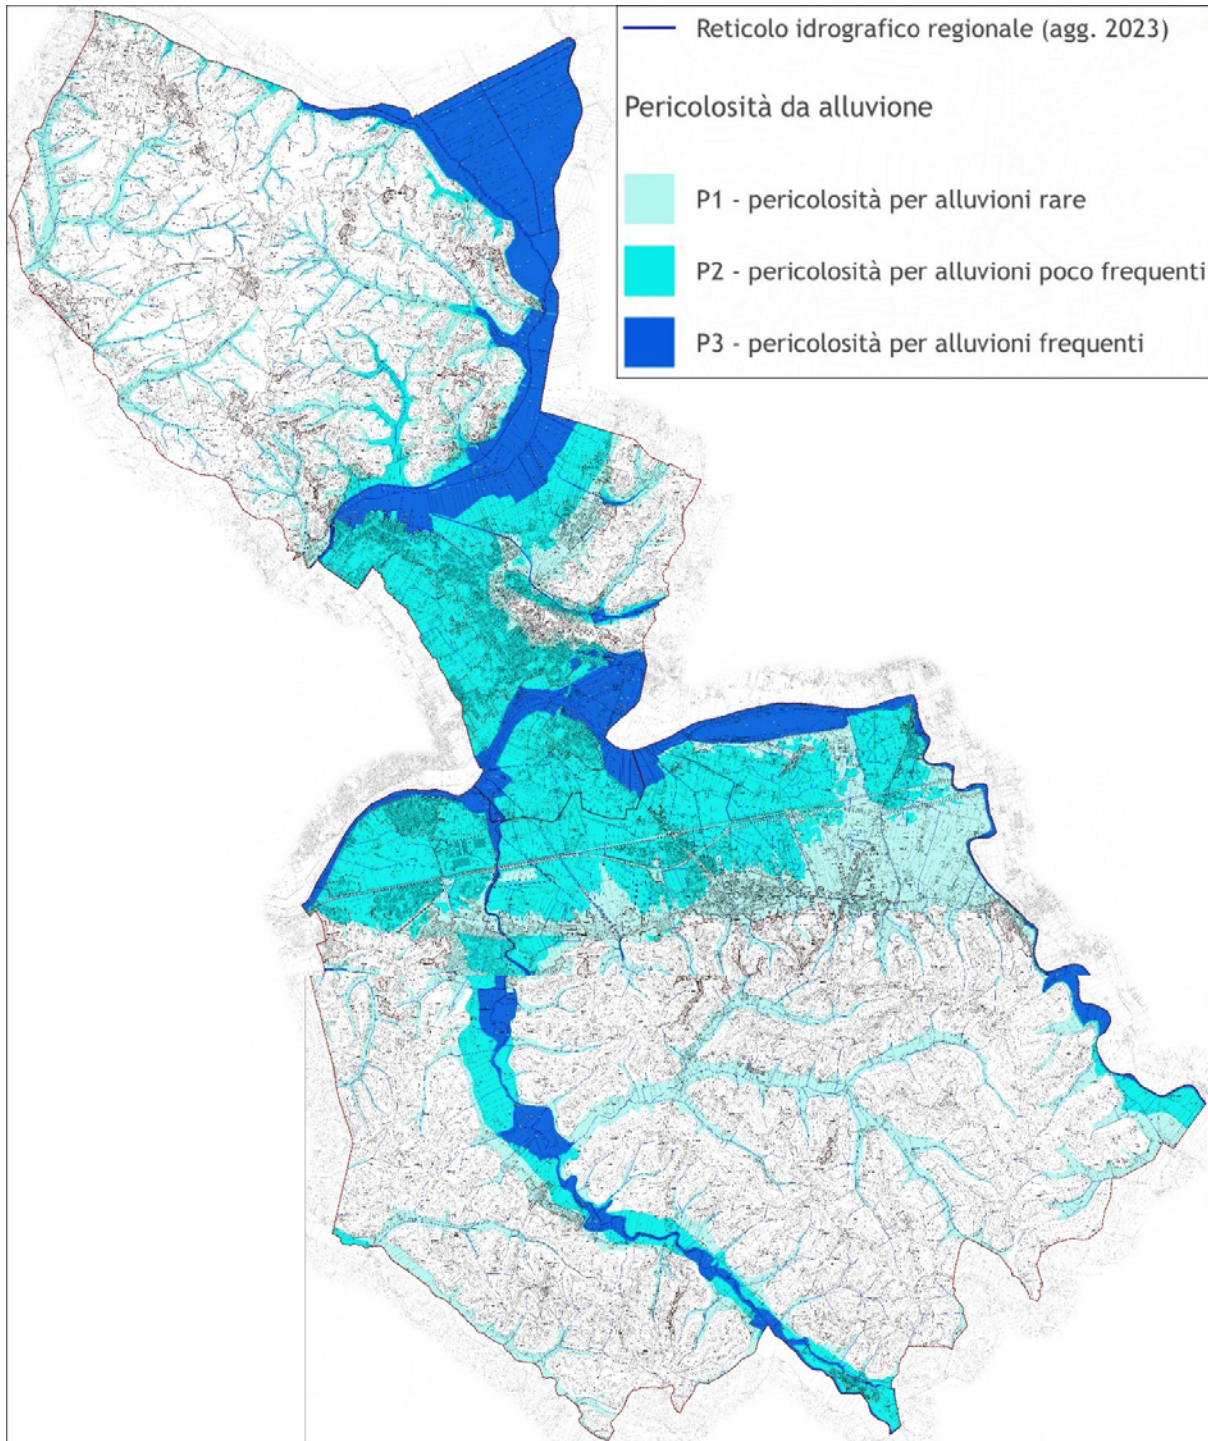 Reticolo idrografico regionale (agg. 2023)
Pericolosità da alluvione
P1 - pericolosità per alluvioni rare
P2 - pericolosità per alluvioni poco frequenti
P3 - pericolosità per alluvioni frequenti